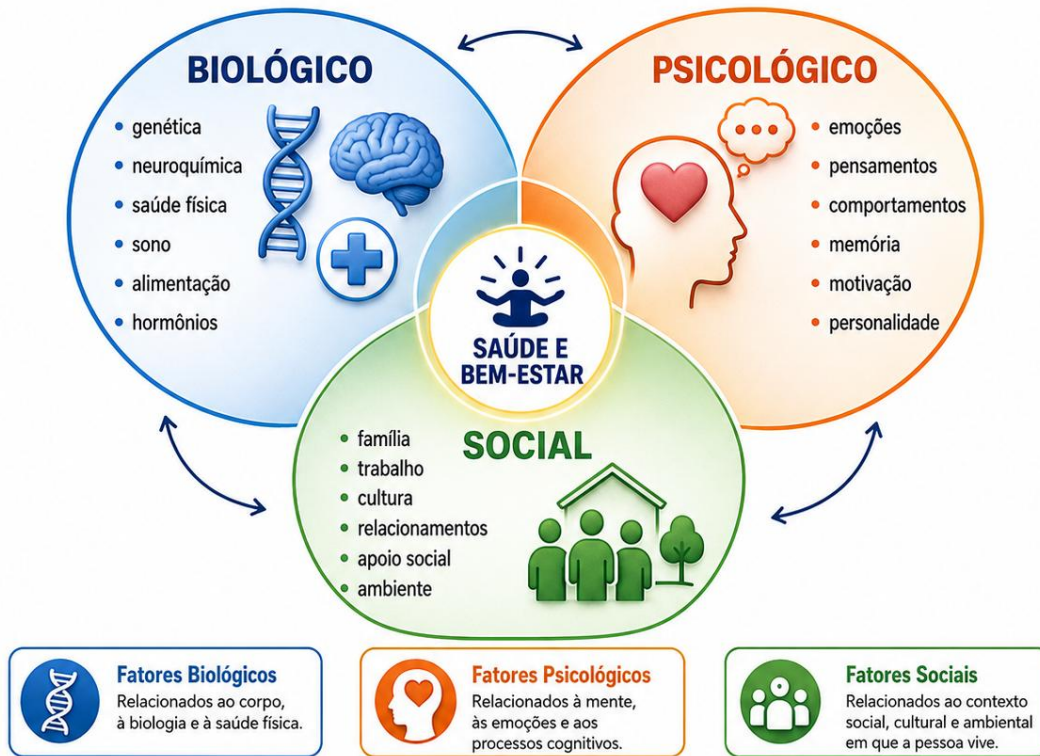 BIOLÓGICO
• genética
• neuroquímica
• saúde física
• sono
• alimentação
• hormônios
PSICOLÓGICO
• emoções
• pensamentos
• comportamentos
• memória
• motivação
• personalidade
SAÚDE E
BEM-ESTAR
SOCIAL
• família
• trabalho
• cultura
• relacionamentos
• apoio social
• ambiente
Fatores Biológicos
Relacionados ao corpo,
à biologia e à saúde física.
Fatores Psicológicos
Relacionados à mente,
às emoções e aos
processos cognitivos.
Fatores Sociais
Relacionados ao contexto
social, cultural e ambiental
em que a pessoa vive.